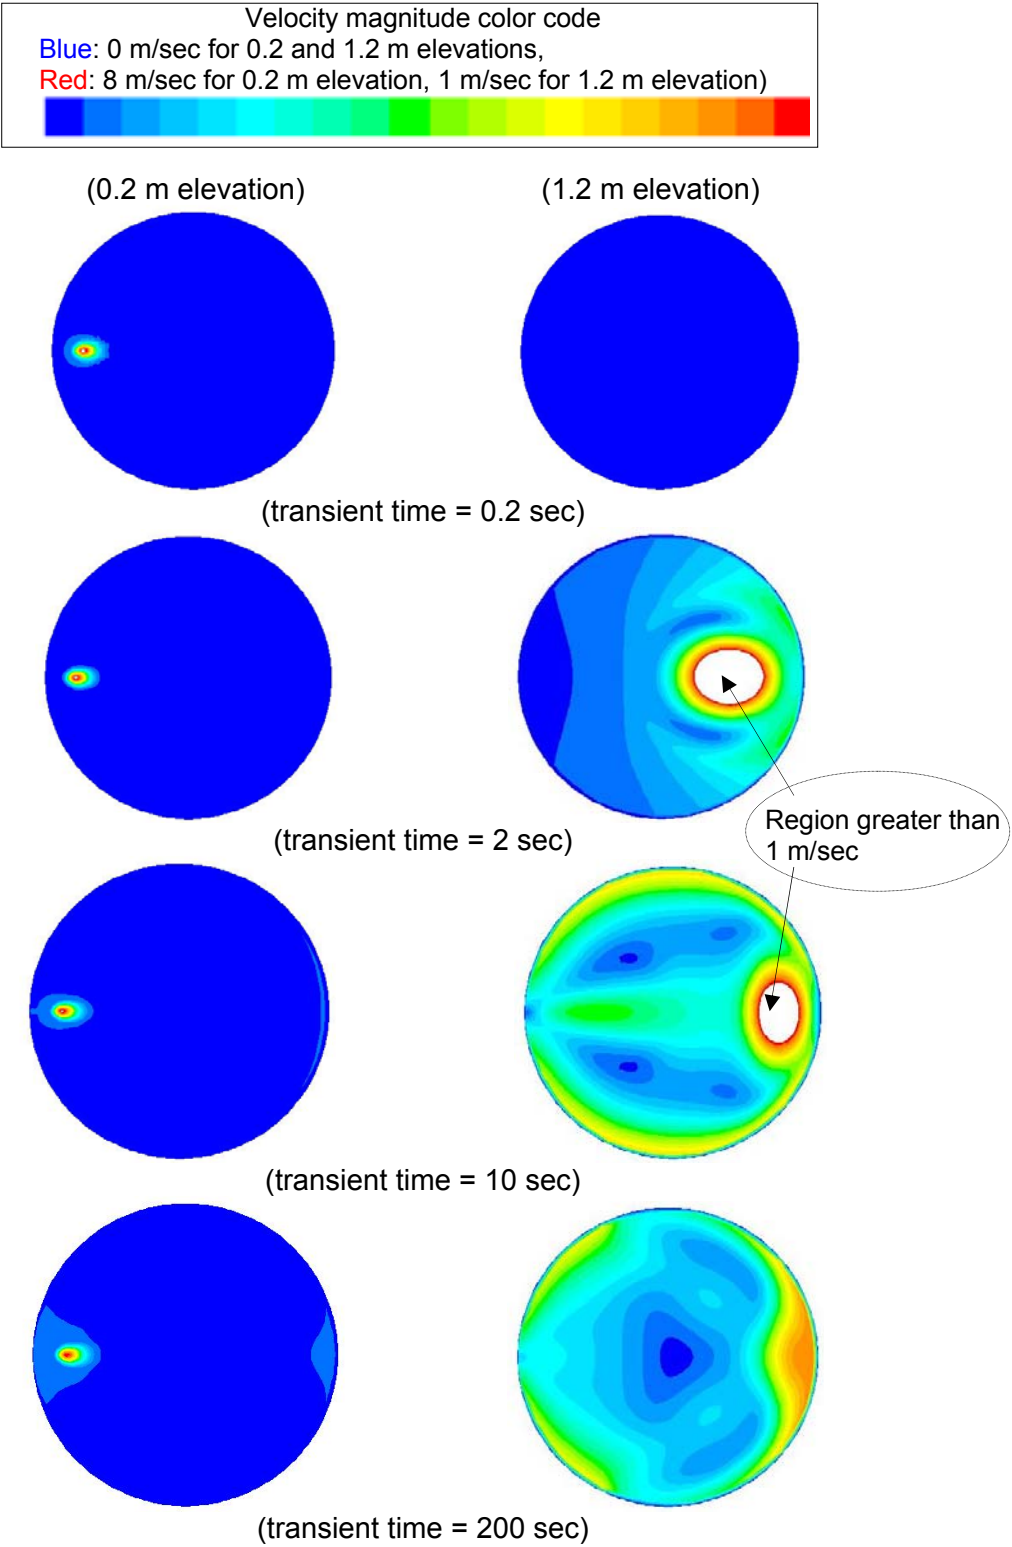 Velocity magnitude color code
Blue: 0 m/sec for 0.2 and 1.2 m elevations,
Red: 8 m/sec for 0.2 m elevation, 1 m/sec for 1.2 m elevation)
(0.2 m elevation)
(1.2 m elevation)
(transient time = 0.2 sec)
(transient time = 2 sec)
Region greater than
1 m/sec
(transient time = 10 sec)
(transient time = 200 sec)